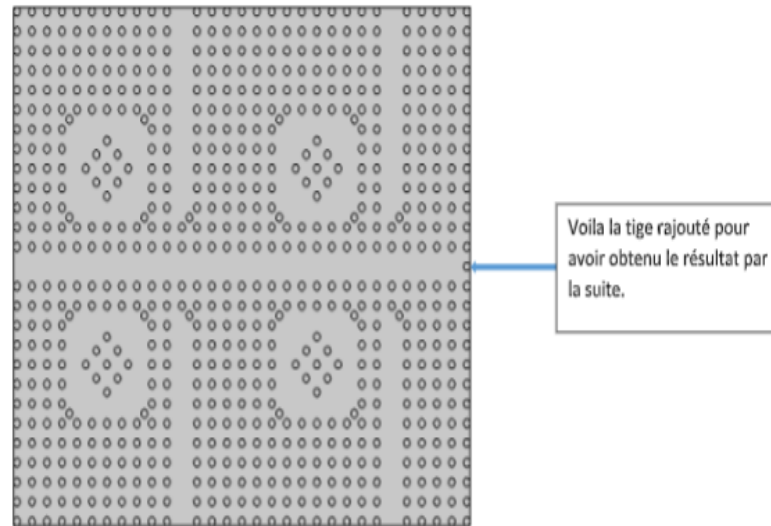 Voila la tige rajouté pour
avoir obtenu le résultat par
la suite.